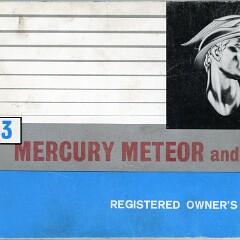 3
MERCURY METEOR and
REGISTERED OWNER'S